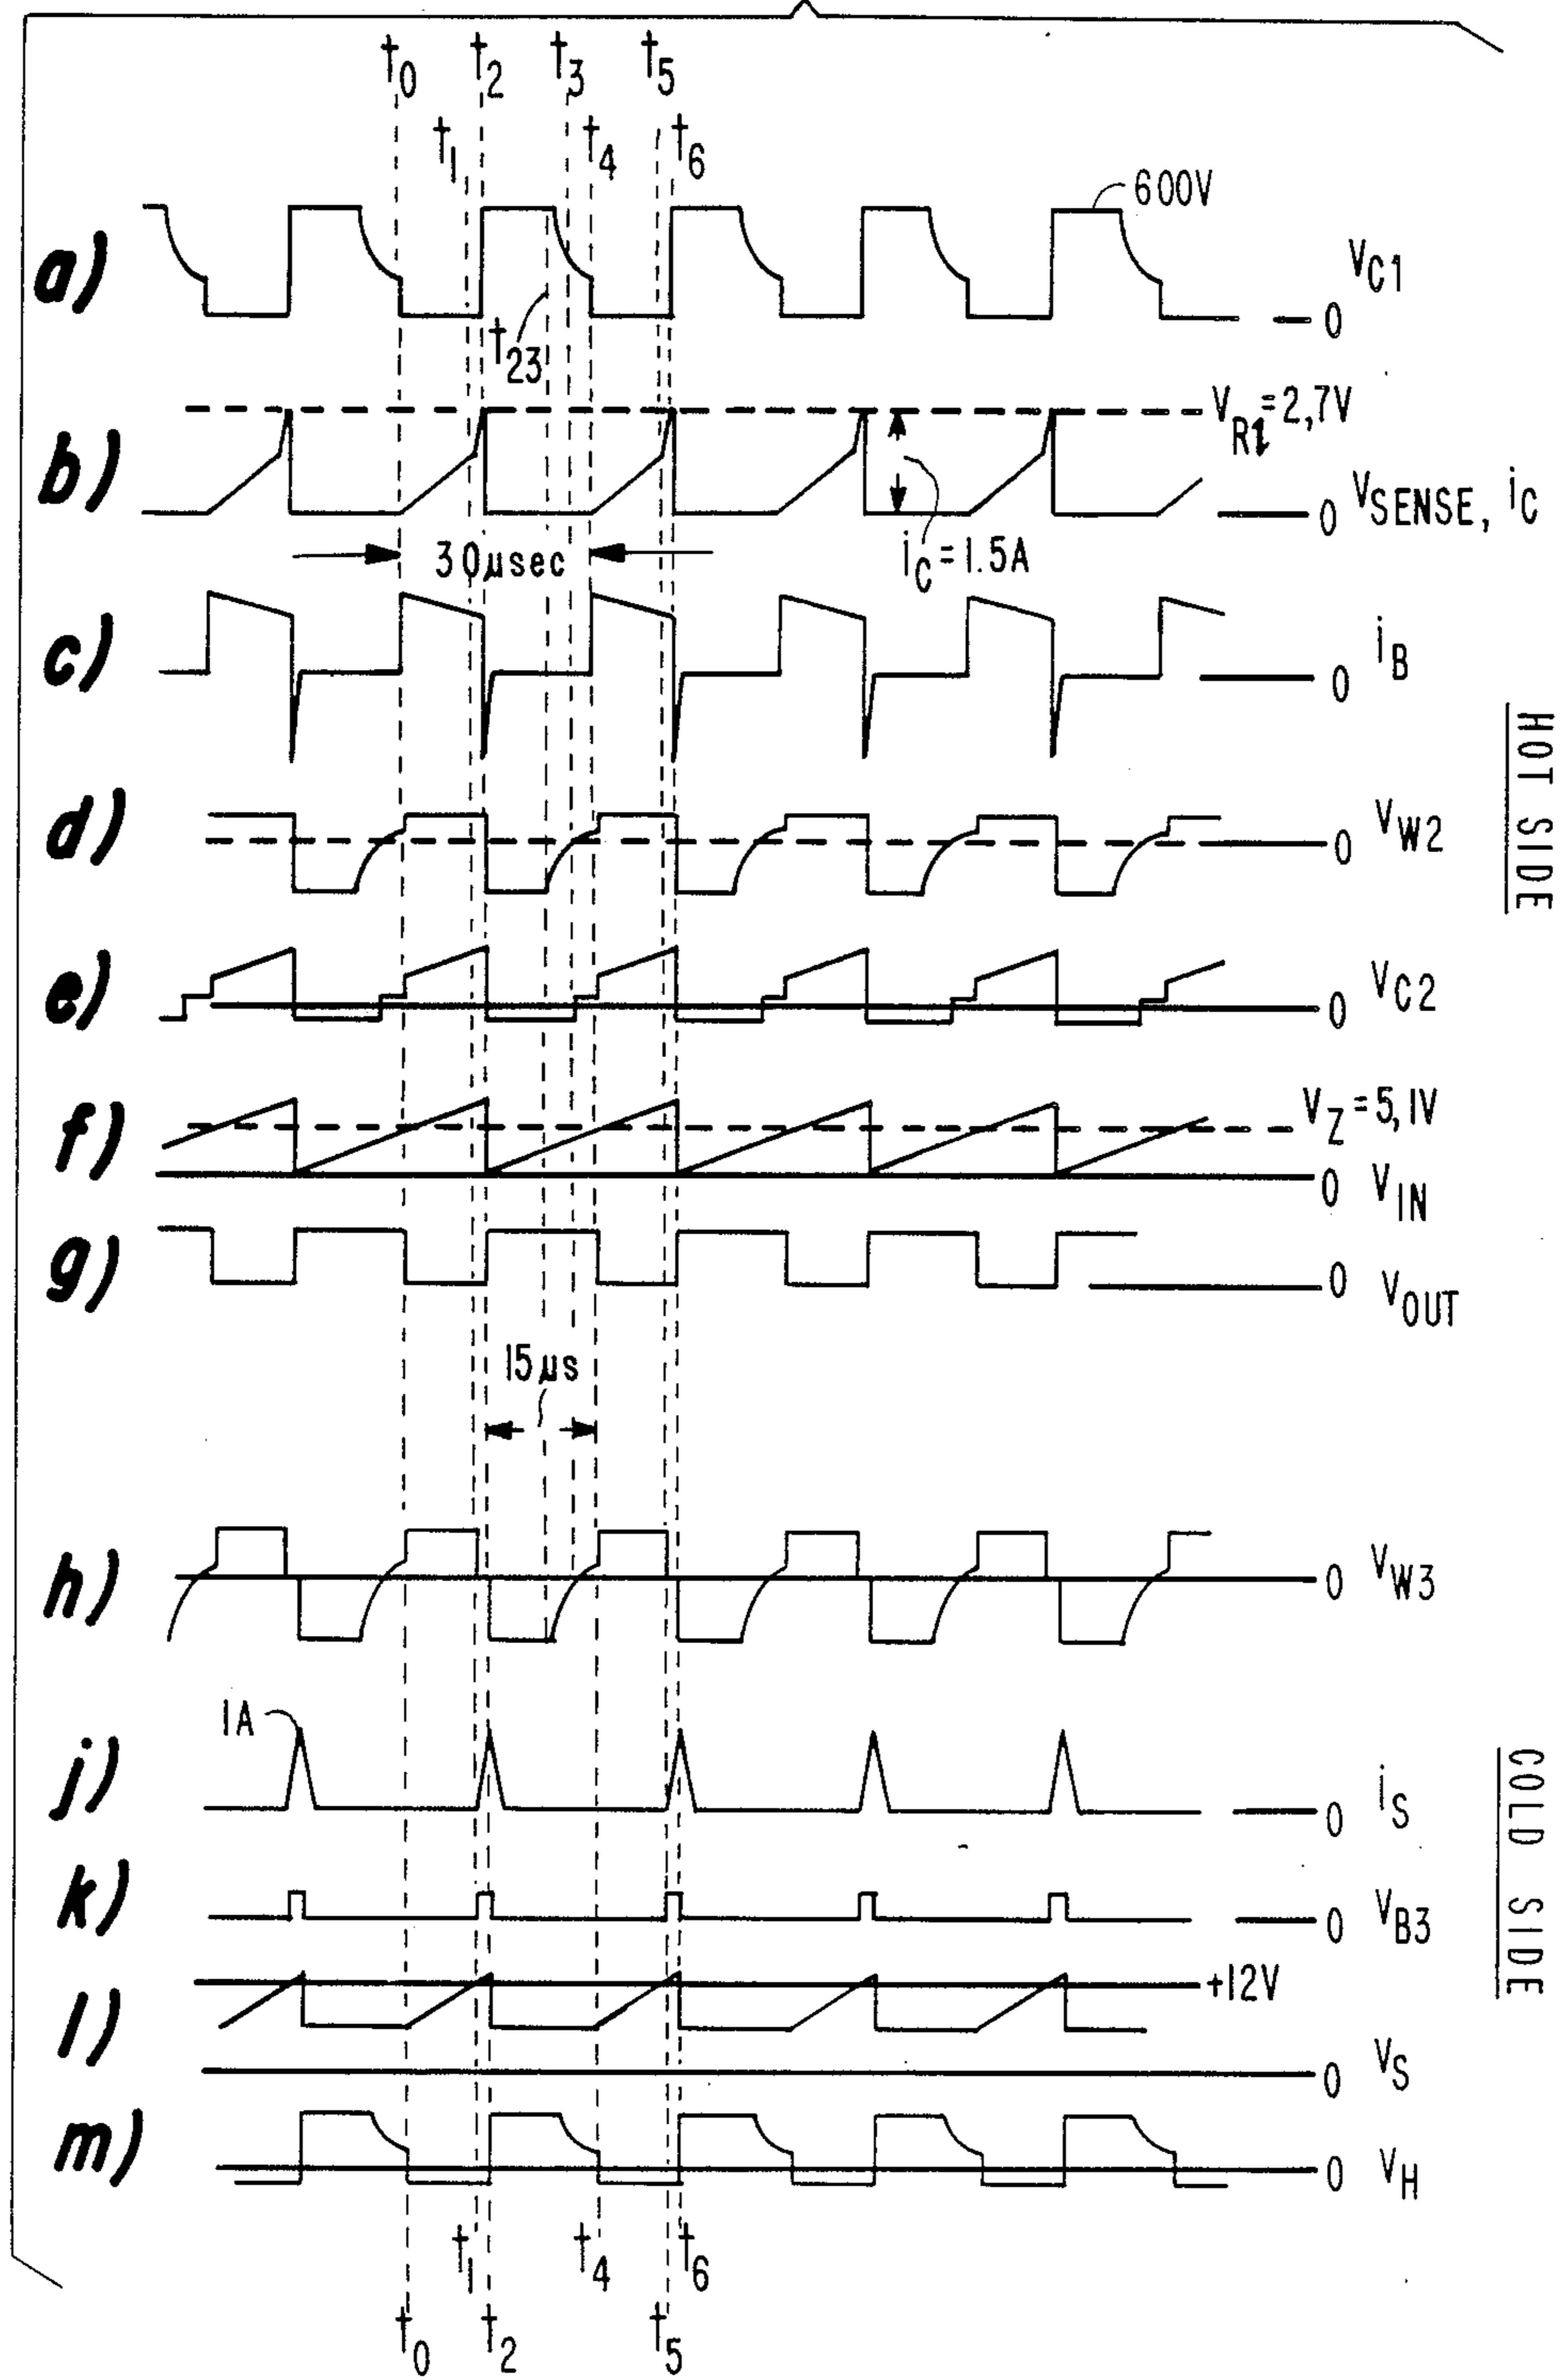 t0 t2 t3 t5
t1 t4 t6
600V
a) VC1
0
t23
VR1=2,7V
b) 0 VSENSE, iC
30μsec iC=1.5A
c) iB
0
HOT SIDE
d) 0 VW2
e) 0 VC2
f) VZ=5,1V
0 VIN
g) 0 VOUT
15μs
h) 0 VW3
1A
j) 0 iS
COLD SIDE
k) 0 VB3
+12V
l) 0 VS
m) 0 VH
t1 t4 t6
t0 t2 t5